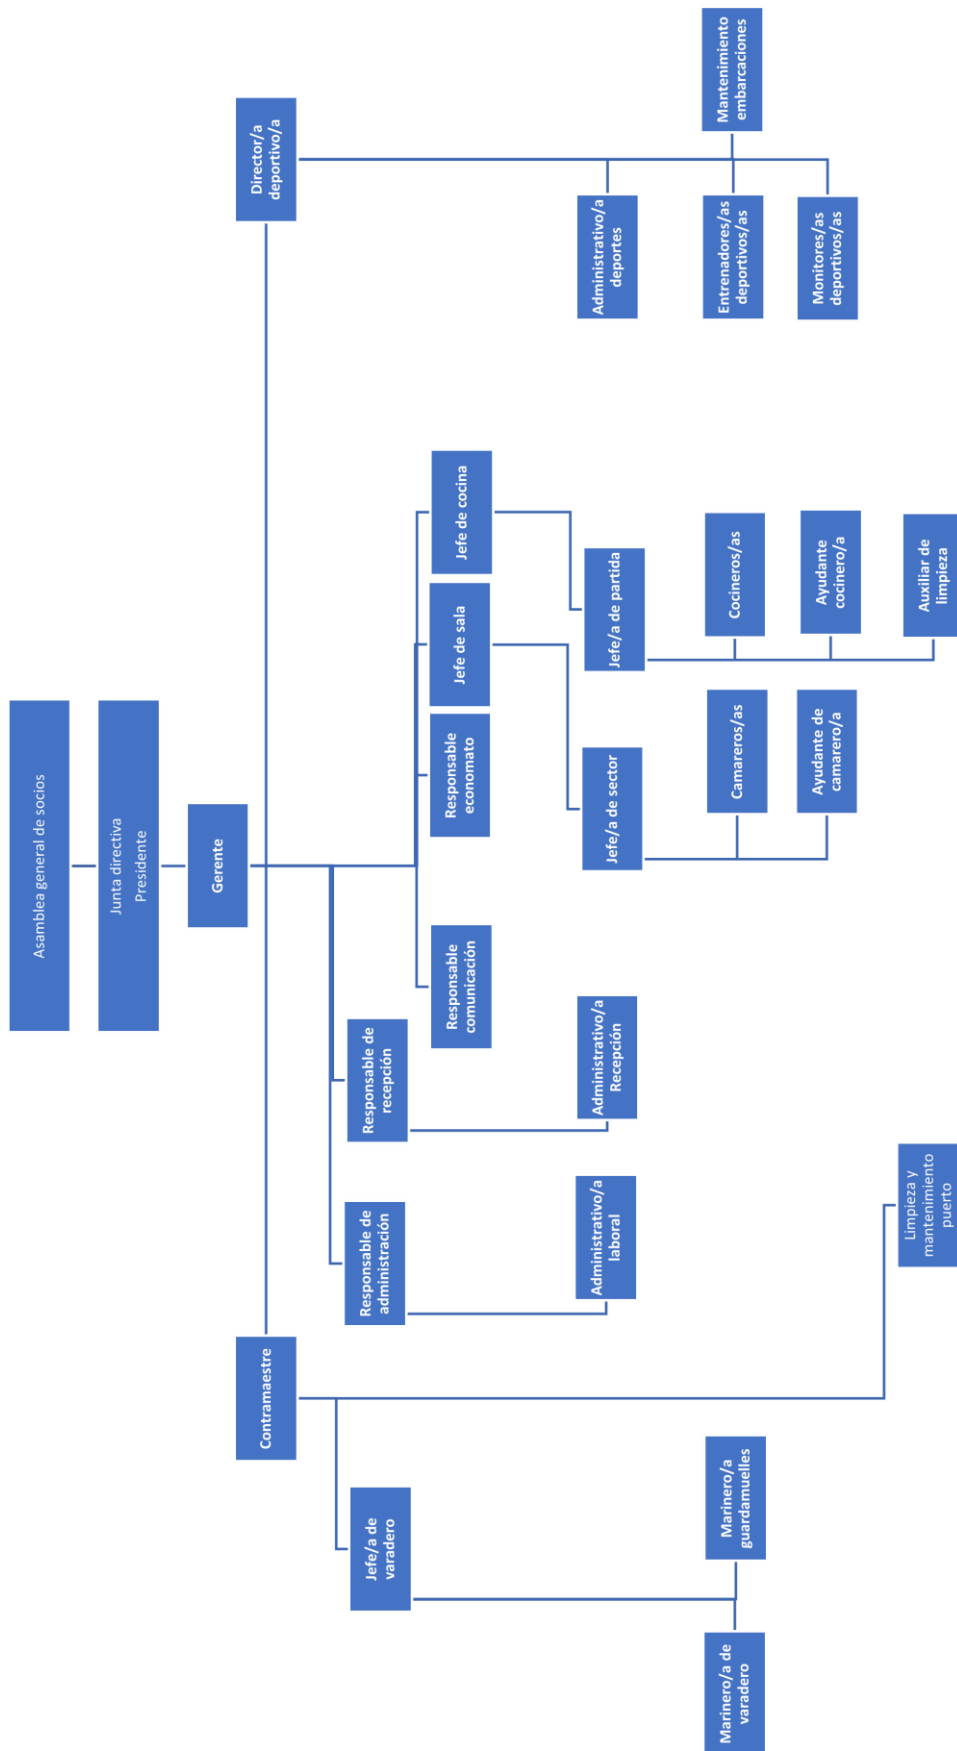 Asamblea general de socios
Junta directiva
Presidente
Gerente
Contramaestre
Director/a
deportivo/a
Jefe/a de
varadero
Responsable de
administración
Responsable de
recepción
Responsable
comunicación
Responsable
economato
Jefe de sala
Jefe de cocina
Administrativo/a
laboral
Administrativo/a
Recepción
Jefe/a de sector
Jefe/a de partida
Administrativo/a
deportes
Marinero/a de
varadero
Marinero/a
guardamuelles
Camareros/as
Cocineros/as
Entrenadores/as
deportivos/as
Mantenimiento
embarcaciones
Ayudante de
camarero/a
Ayudante
cocinero/a
Monitores/as
deportivos/as
Limpieza y
mantenimiento
puerto
Auxiliar de
limpieza